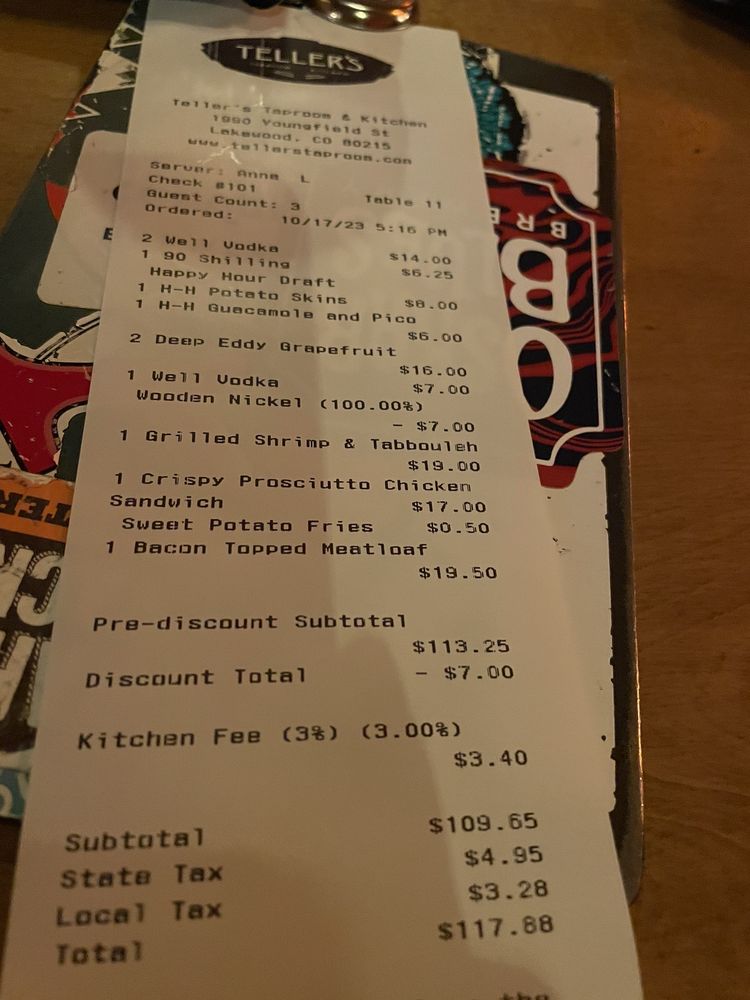 TELLER'S
Teller's Taproom & Kitchen
1990 Youngfield St
Lakewood, CO 80215
www.tellerstaproom.com
Server: Anna L
Check #101 Table 11
Guest Count: 3
Ordered: 10/17/23 5:16 PM
2 Well Vodka $14.00
1 90 Shilling $6.25
Happy Hour Draft
1 H-H Potato Skins $8.00
1 H-H Guacamole and Pico
$6.00
2 Deep Eddy Grapefruit
$16.00
1 Well Vodka $7.00
Wooden Nickel (100.00%)
- $7.00
1 Grilled Shrimp & Tabbouleh
$19.00
1 Crispy Prosciutto Chicken
Sandwich $17.00
Sweet Potato Fries $0.50
1 Bacon Topped Meatloaf
$19.50
Pre-discount Subtotal
$113.25
Discount Total - $7.00
Kitchen Fee (3%) (3.00%)
$3.40
Subtotal $109.65
State Tax $4.95
Local Tax $3.28
Total $117.88
the